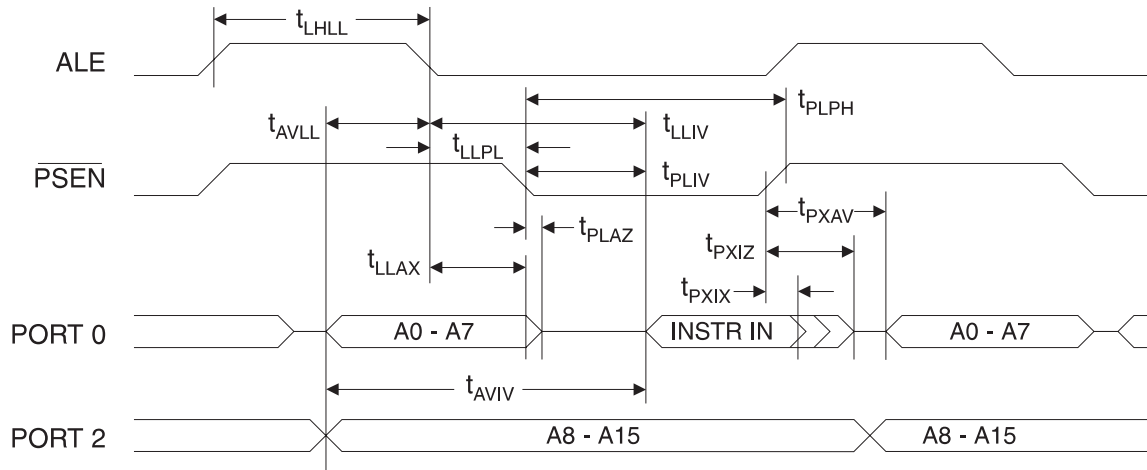 tLHLL
ALE
tPLPH
tAVLL
tLLIV
tLLPL
PSEN
tPLIV
tPXAV
tPLAZ
tPXIZ
tLLAX
tPXIX
PORT 0
A0 - A7
INSTR IN
A0 - A7
tAVIV
PORT 2
A8 - A15
A8 - A15